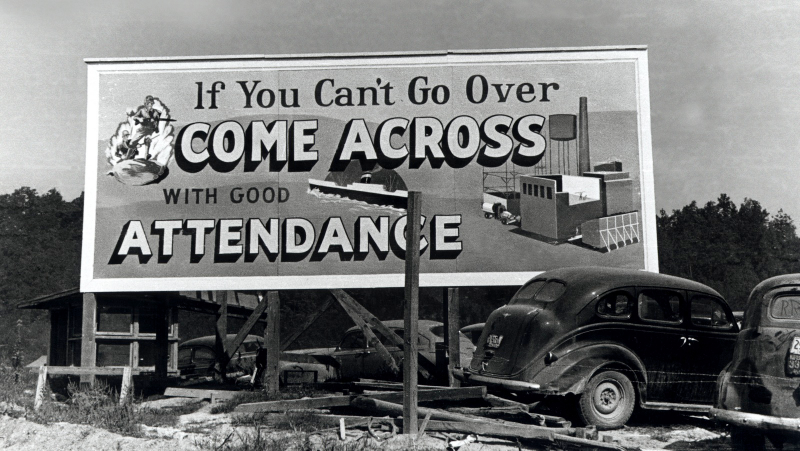 If You Can't Go Over
COME ACROSS
WITH GOOD
ATTENDANCE